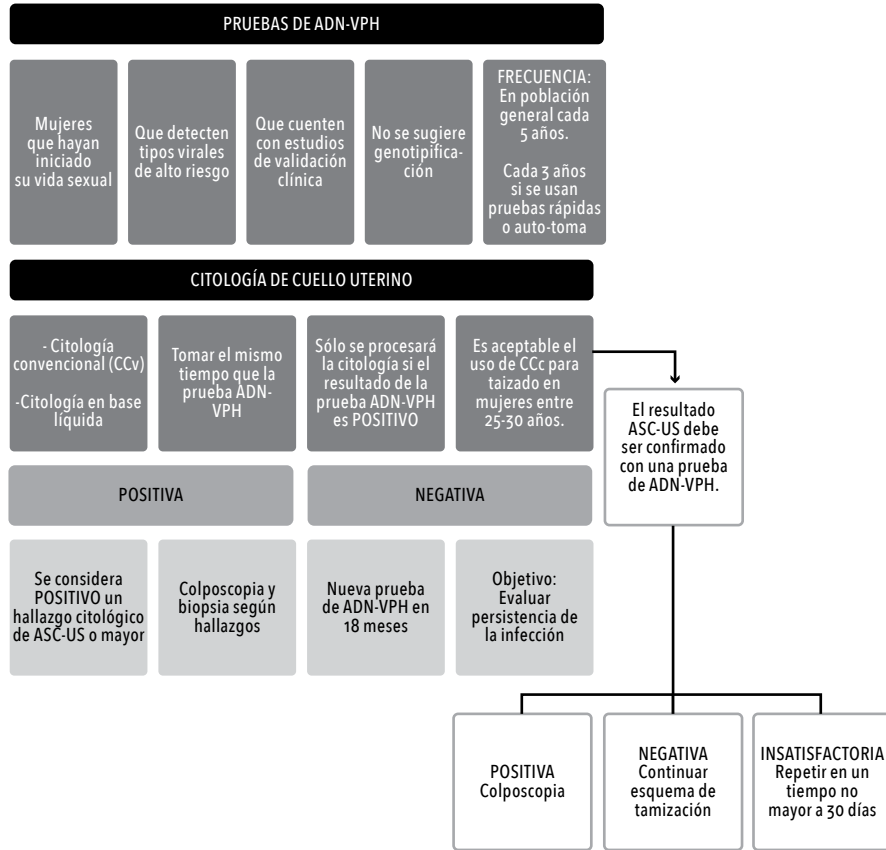 PRUEBAS DE ADN-VPH
Mujeres
que hayan
iniciado
su vida sexual
Que detecten
tipos virales
de alto riesgo
Que cuenten
con estudios
de validación
clínica
No se sugiere
genotipifica-
ción
FRECUENCIA:
En población
general cada
5 años.
Cada 3 años
si se usan
pruebas rápidas
o auto-toma
CITOLOGÍA DE CUELLO UTERINO
- Citología
convencional (CCv)
-Citología en base
líquida
Tomar el mismo
tiempo que la
prueba ADN-
VPH
Sólo se procesará
la citología si el
resultado de la
prueba ADN-VPH
es POSITIVO
Es aceptable el
uso de CCc para
taizado en
mujeres entre
25-30 años.
El resultado
ASC-US debe
ser confirmado
con una prueba
de ADN-VPH.
POSITIVA
NEGATIVA
Se considera
POSITIVO un
hallazgo citológico
de ASC-US o mayor
Colposcopia y
biopsia según
hallazgos
Nueva prueba
de ADN-VPH en
18 meses
Objetivo:
Evaluar
persistencia de
la infección
POSITIVA
Colposcopia
NEGATIVA
Continuar
esquema de
tamización
INSATISFACTORIA
Repetir en un
tiempo no
mayor a 30 días